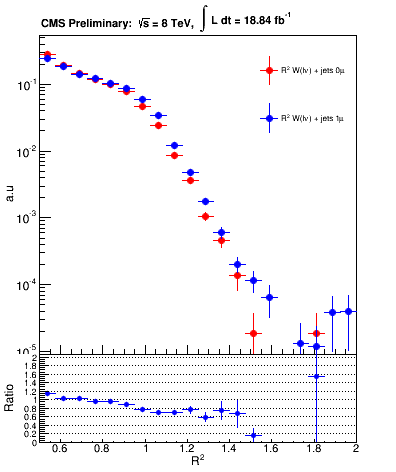 CMS Preliminary: √s = 8 TeV, ∫ L dt = 18.84 fb⁻¹
R² W(lν) + jets 0μ
R² W(lν) + jets 1μ
a.u
10⁻¹
10⁻²
10⁻³
10⁻⁴
10⁻⁵
Ratio
2
1.8
1.6
1.4
1.2
1
0.8
0.6
0.4
0.2
0
0.6 0.8 1 1.2 1.4 1.6 1.8 2
R²